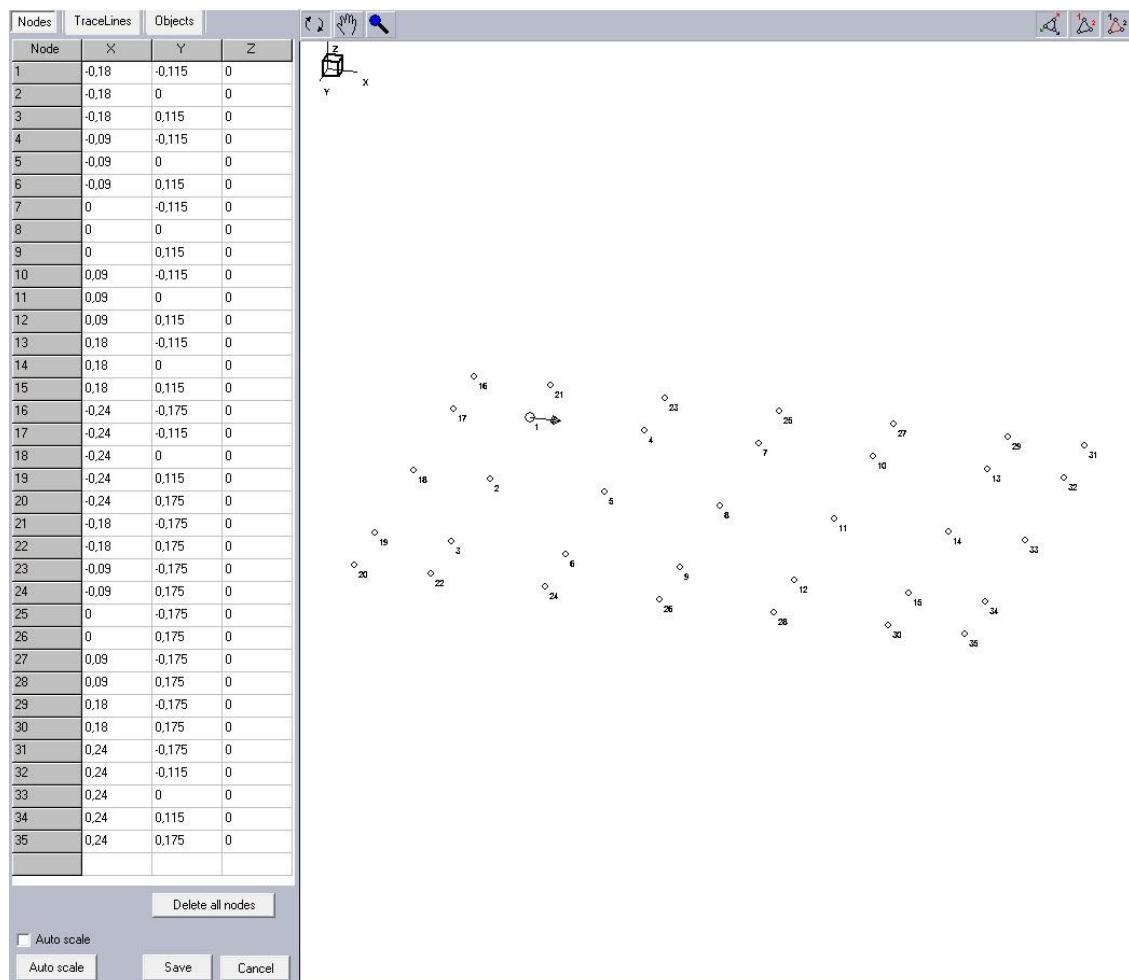 Nodes TraceLines Objects
Node X Y Z
1 -0,18 -0,115 0
2 -0,18 0 0
3 -0,18 0,115 0
4 -0,09 -0,115 0
5 -0,09 0 0
6 -0,09 0,115 0
7 0 -0,115 0
8 0 0 0
9 0 0,115 0
10 0,09 -0,115 0
11 0,09 0 0
12 0,09 0,115 0
13 0,18 -0,115 0
14 0,18 0 0
15 0,18 0,115 0
16 -0,24 -0,175 0
17 -0,24 -0,115 0
18 -0,24 0 0
19 -0,24 0,115 0
20 -0,24 0,175 0
21 -0,18 -0,175 0
22 -0,18 0,175 0
23 -0,09 -0,175 0
24 -0,09 0,175 0
25 0 -0,175 0
26 0 0,175 0
27 0,09 -0,175 0
28 0,09 0,175 0
29 0,18 -0,175 0
30 0,18 0,175 0
31 0,24 -0,175 0
32 0,24 -0,115 0
33 0,24 0 0
34 0,24 0,115 0
35 0,24 0,175 0
Delete all nodes
Auto scale
Auto scale Save Cancel
1 2
1 2
Z
X
Y
16 21
23
17 25
1 27
4 29
7 31
10
13
18 32
2
5
8
11
14 33
19
3
6
20 22 9
24 12
26 15
28 34
30 35